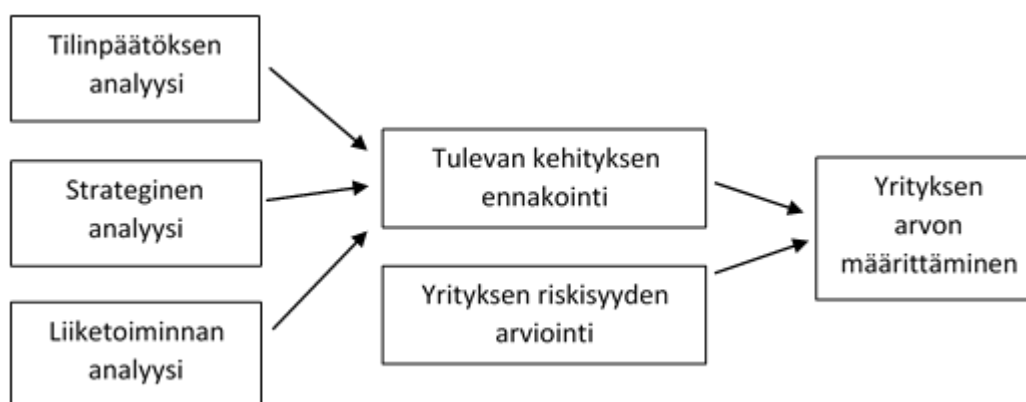 Tilinpäätöksen
analyysi
Strateginen
analyysi
Liiketoiminnan
analyysi
Tulevan kehityksen
ennakointi
Yrityksen riskisyyden
arviointi
Yrityksen
arvon
määrittäminen